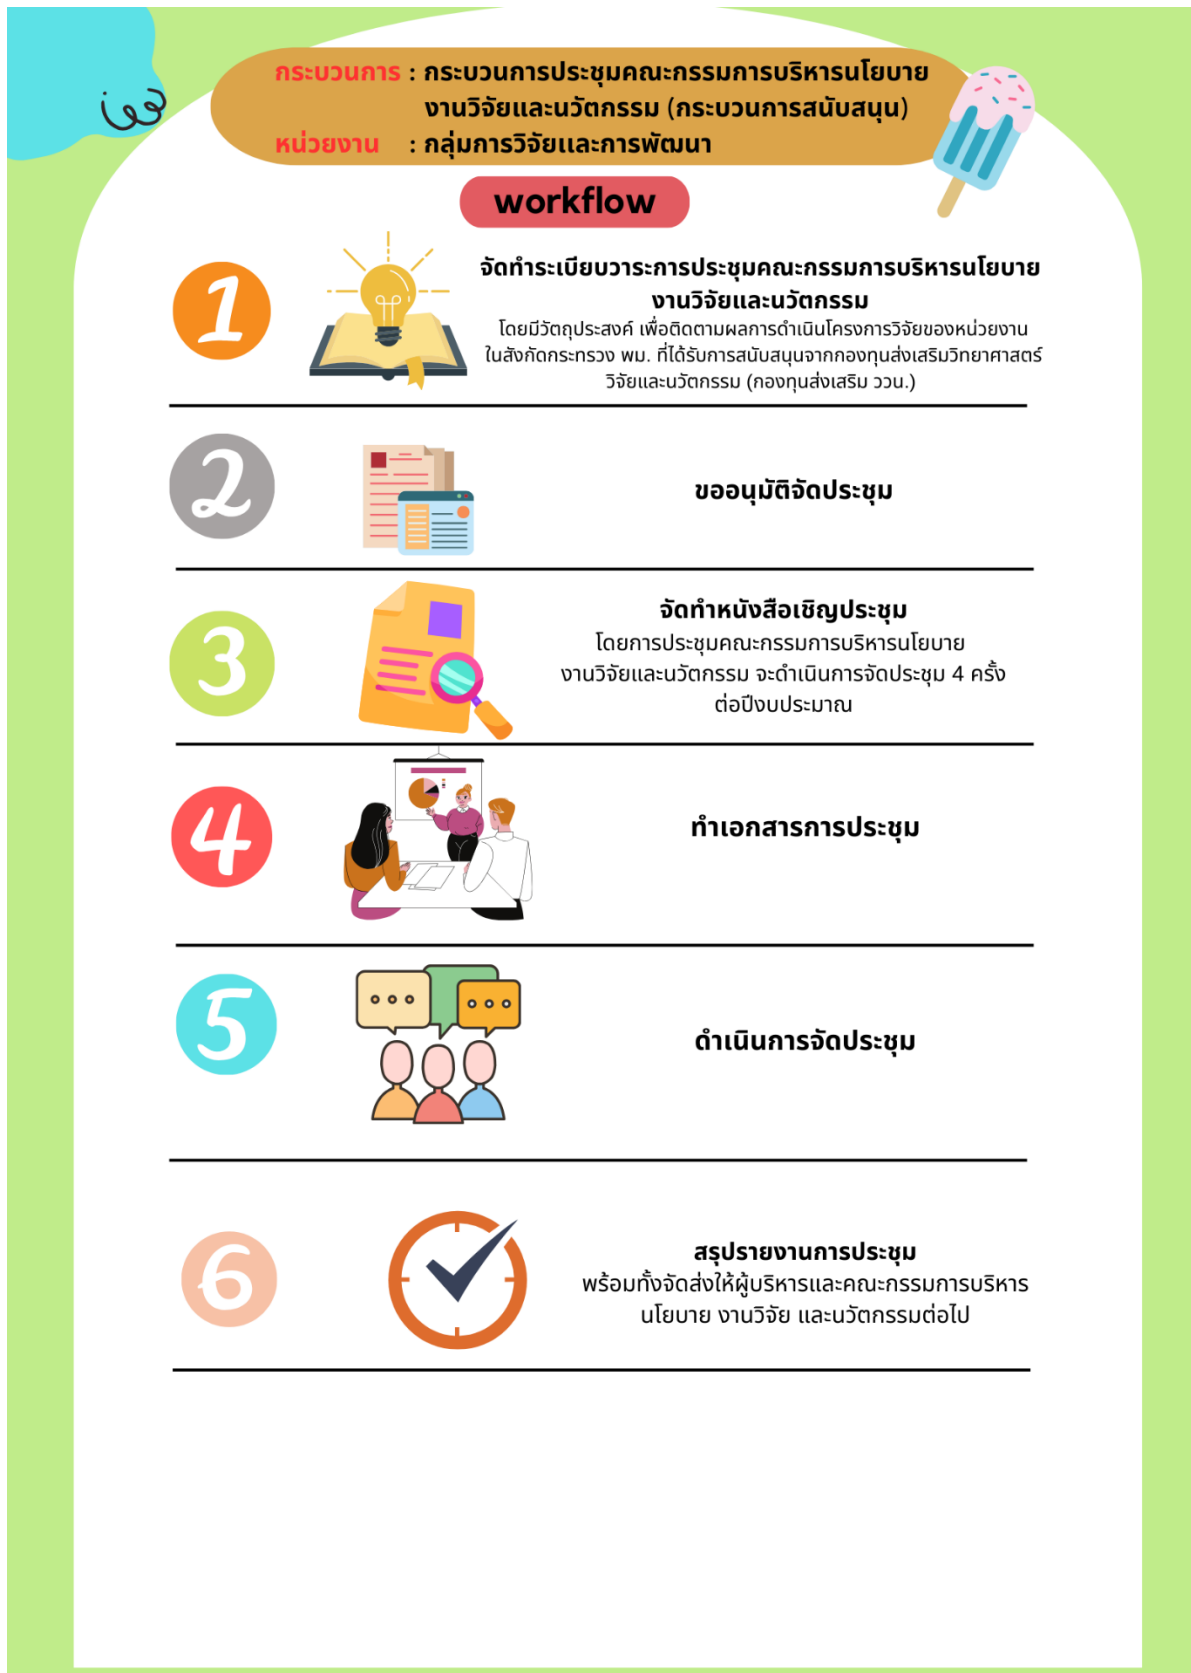 กระบวนการ : กระบวนการประชุมคณะกรรมการบริหารนโยบาย
งานวิจัยและนวัตกรรม (กระบวนการสนับสนุน)
หน่วยงาน : กลุ่มการวิจัยและการพัฒนา
workflow
1
จัดทำระเบียบวาระการประชุมคณะกรรมการบริหารนโยบาย
งานวิจัยและนวัตกรรม
โดยมีวัตถุประสงค์ เพื่อติดตามผลการดำเนินโครงการวิจัยของหน่วยงาน
ในสังกัดกระทรวง พม. ที่ได้รับการสนับสนุนจากกองทุนส่งเสริมวิทยาศาสตร์
วิจัยและนวัตกรรม (กองทุนส่งเสริม ววน.)
2
ขออนุมัติจัดประชุม
3
จัดทำหนังสือเชิญประชุม
โดยการประชุมคณะกรรมการบริหารนโยบาย
งานวิจัยและนวัตกรรม จะดำเนินการจัดประชุม 4 ครั้ง
ต่อปีงบประมาณ
4
ทำเอกสารการประชุม
5
ดำเนินการจัดประชุม
6
สรุปรายงานการประชุม
พร้อมทั้งจัดส่งให้ผู้บริหารและคณะกรรมการบริหาร
นโยบาย งานวิจัย และนวัตกรรมต่อไป